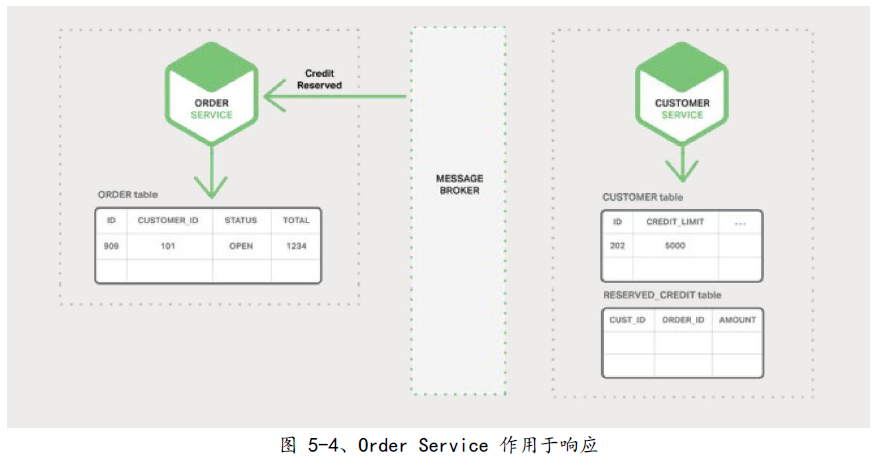 Credit
Reserved
ORDER
SERVICE
CUSTOMER
SERVICE
MESSAGE
BROKER
ORDER table
ID CUSTOMER_ID STATUS TOTAL
909 101 OPEN 1234
CUSTOMER table
ID CREDIT_LIMIT ...
202 5000
RESERVED_CREDIT table
CUST_ID ORDER_ID AMOUNT
图 5-4、Order Service 作用于响应